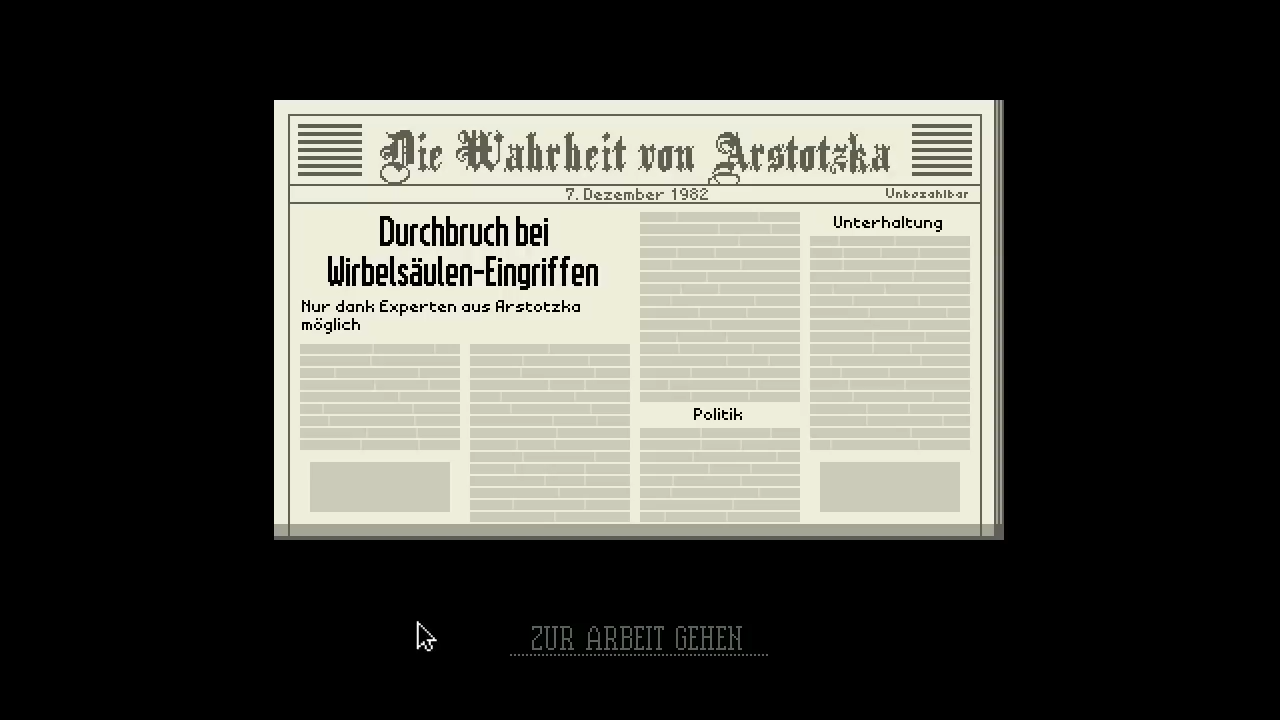 Die Wahrheit von Arstotzka
7. Dezember 1982
Unbezahlbar
Durchbruch bei
Wirbelsäulen-Eingriffen
Nur dank Experten aus Arstotzka
möglich
Politik
Unterhaltung
ZUR ARBEIT GEHEN